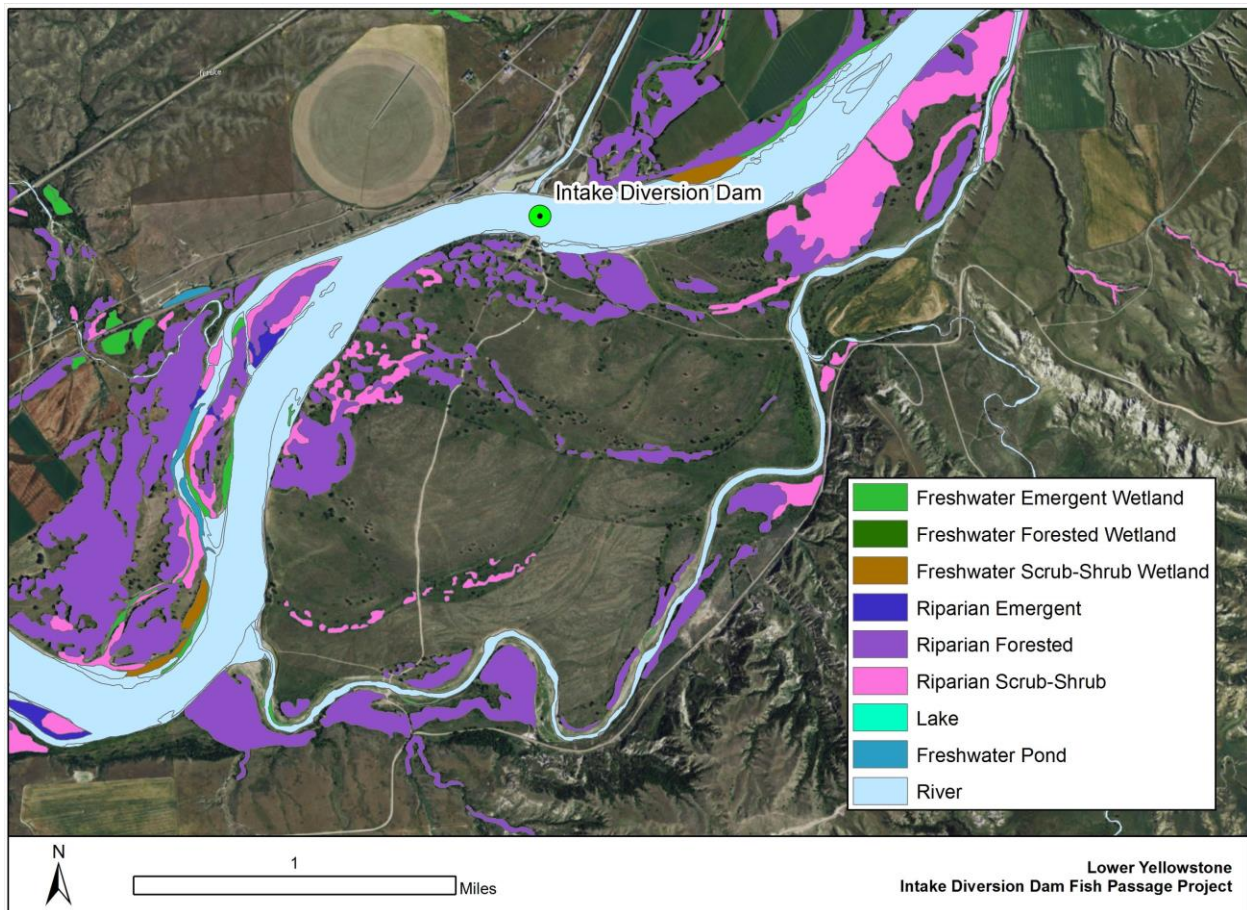 Intake
Intake Diversion Dam
Freshwater Emergent Wetland
Freshwater Forested Wetland
Freshwater Scrub-Shrub Wetland
Riparian Emergent
Riparian Forested
Riparian Scrub-Shrub
Lake
Freshwater Pond
River
N
1
Miles
Lower Yellowstone
Intake Diversion Dam Fish Passage Project